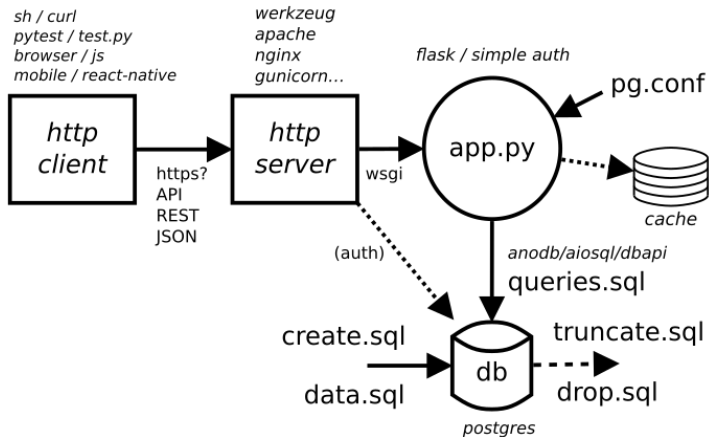 sh / curl
pytest / test.py
browser / js
mobile / react-native
http
client
https?
API
REST
JSON
werkzeug
apache
nginx
gunicorn...
http
server
wsgi
(auth)
flask / simple auth
app.py
pg.conf
cache
anodb/aiosql/dbapi
queries.sql
create.sql
data.sql
db
postgres
truncate.sql
drop.sql